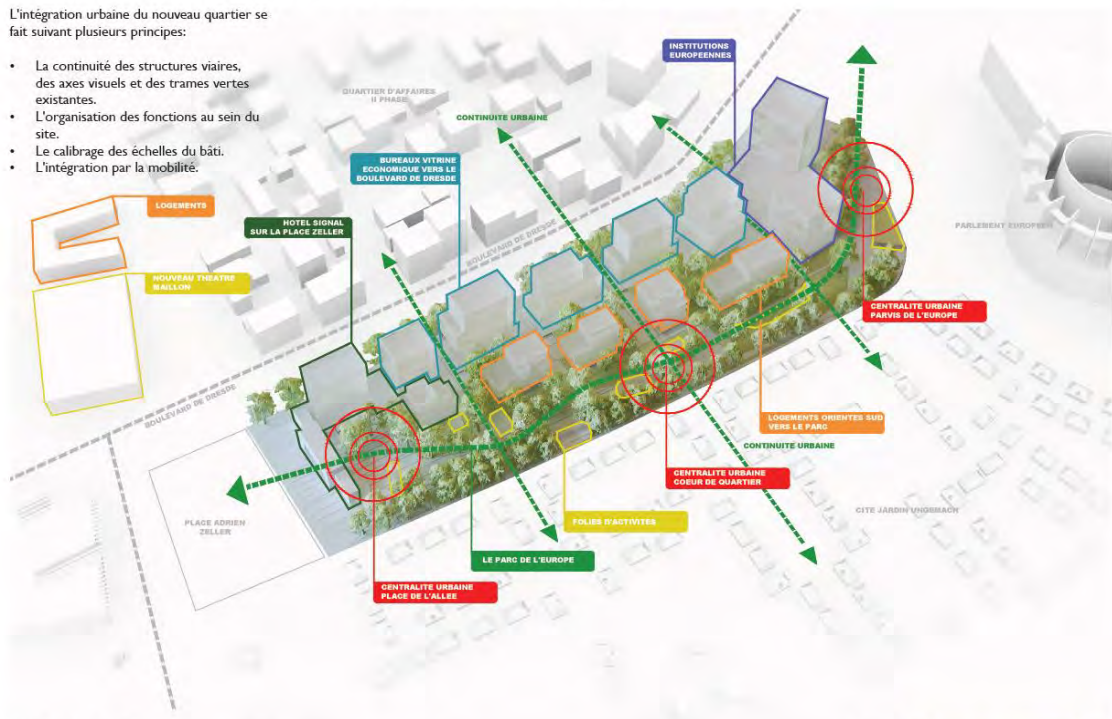 L'intégration urbaine du nouveau quartier se
fait suivant plusieurs principes:
• La continuité des structures viaires,
des axes visuels et des trames vertes
existantes.
• L'organisation des fonctions au sein du
site.
• Le calibrage des échelles du bâti.
• L'intégration par la mobilité.
INSTITUTIONS
EUROPEENNES
QUARTIER D'AFFAIRES
II PHASE
CONTINUITE URBAINE
BUREAUX VITRINE
ECONOMIQUE VERS LE
BOULEVARD DE DRESDE
LOGEMENTS
HOTEL SIGNAL
SUR LA PLACE ZELLER
BOULEVARD DE DRESDE
PARLEMENT EUROPEEN
NOUVEAU THEATRE
MAILLON
CENTRALITE URBAINE
PARVIS DE L'EUROPE
BOULEVARD DE DRESDE
LOGEMENTS ORIENTES SUD
VERS LE PARC
CONTINUITE URBAINE
CENTRALITE URBAINE
COEUR DE QUARTIER
CITE JARDIN UNGEMACH
PLACE ADRIEN
ZELLER
FOLIES D'ACTIVITÉS
LE PARC DE L'EUROPE
CENTRALITE URBAINE
PLACE DE L'ALLEE